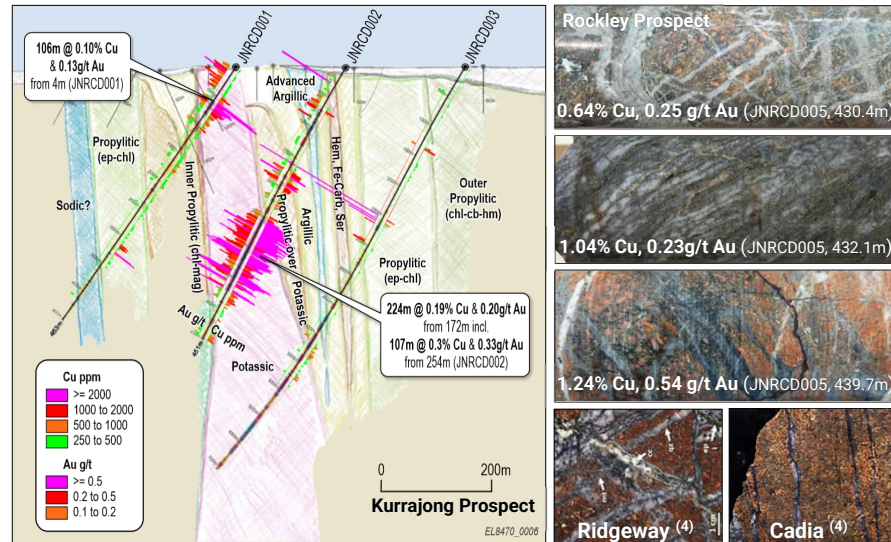 JNRCD001
JNRCD002
JNRCD003
106m @ 0.10% Cu
& 0.13g/t Au
from 4m (JNRCD001)
Advanced
Argillic
Propylitic
(ep-chl)
Sodic?
Inner Propylitic (chl-mag)
Hem, Fe-Carb, Ser
Argillic
Propylitic over
Potassic
Outer
Propylitic
(chl-cb-hm)
Propylitic
(ep-chl)
224m @ 0.19% Cu & 0.20g/t Au
from 172m incl.
107m @ 0.3% Cu & 0.33g/t Au
from 254m (JNRCD002)
Au g/t
Cu ppm
Potassic
Cu ppm
>= 2000
1000 to 2000
500 to 1000
250 to 500
Au g/t
>= 0.5
0.2 to 0.5
0.1 to 0.2
0
200m
Kurrajong Prospect
EL8470_0006
Rockley Prospect
0.64% Cu, 0.25 g/t Au (JNRCD005, 430.4m)
1.04% Cu, 0.23g/t Au (JNRCD005, 432.1m)
1.24% Cu, 0.54 g/t Au (JNRCD005, 439.7m)
qz
ep
cc
mt
1 cm
Ridgeway (4)
Cadia (4)